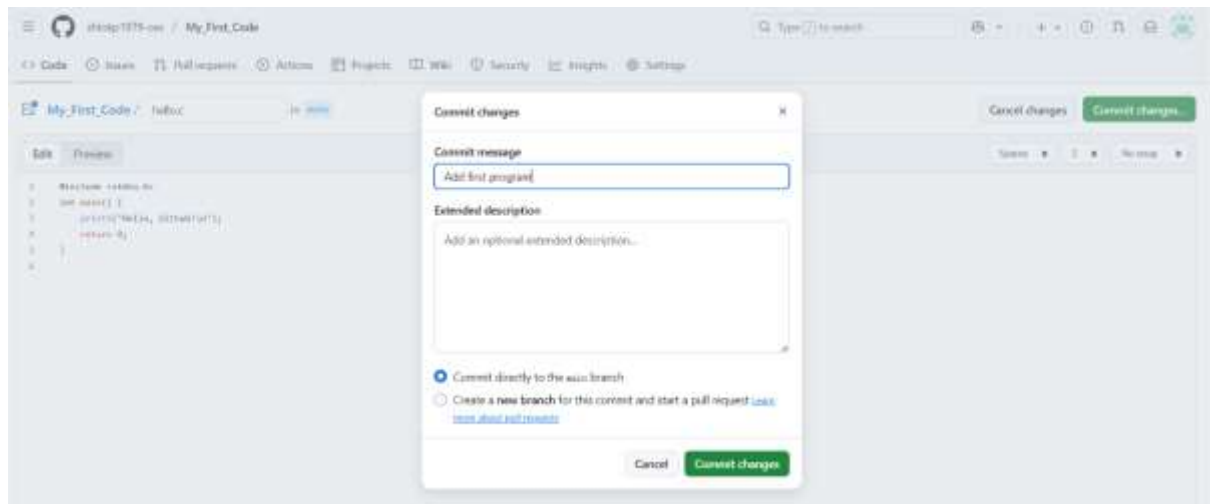 My_First_Code
Type / to search
Code Issues Pull requests Actions Projects Wiki Security Insights Settings
My_First_Code / hello.c in main
Cancel changes Commit changes...
Edit Preview
Spaces 2 No wrap
#include <stdio.h>
int main() {
return 0;
}
Commit changes
Commit message
Add first program
Extended description
Add an optional extended description...
Commit directly to the main branch
Create a new branch for this commit and start a pull request Learn
more about pull requests
Cancel Commit changes